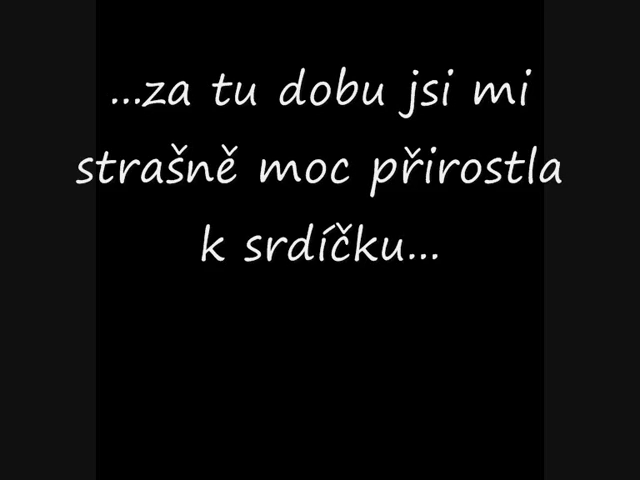 ...za tu dobu jsi mi
strašně moc přirostla
k srdíčku...